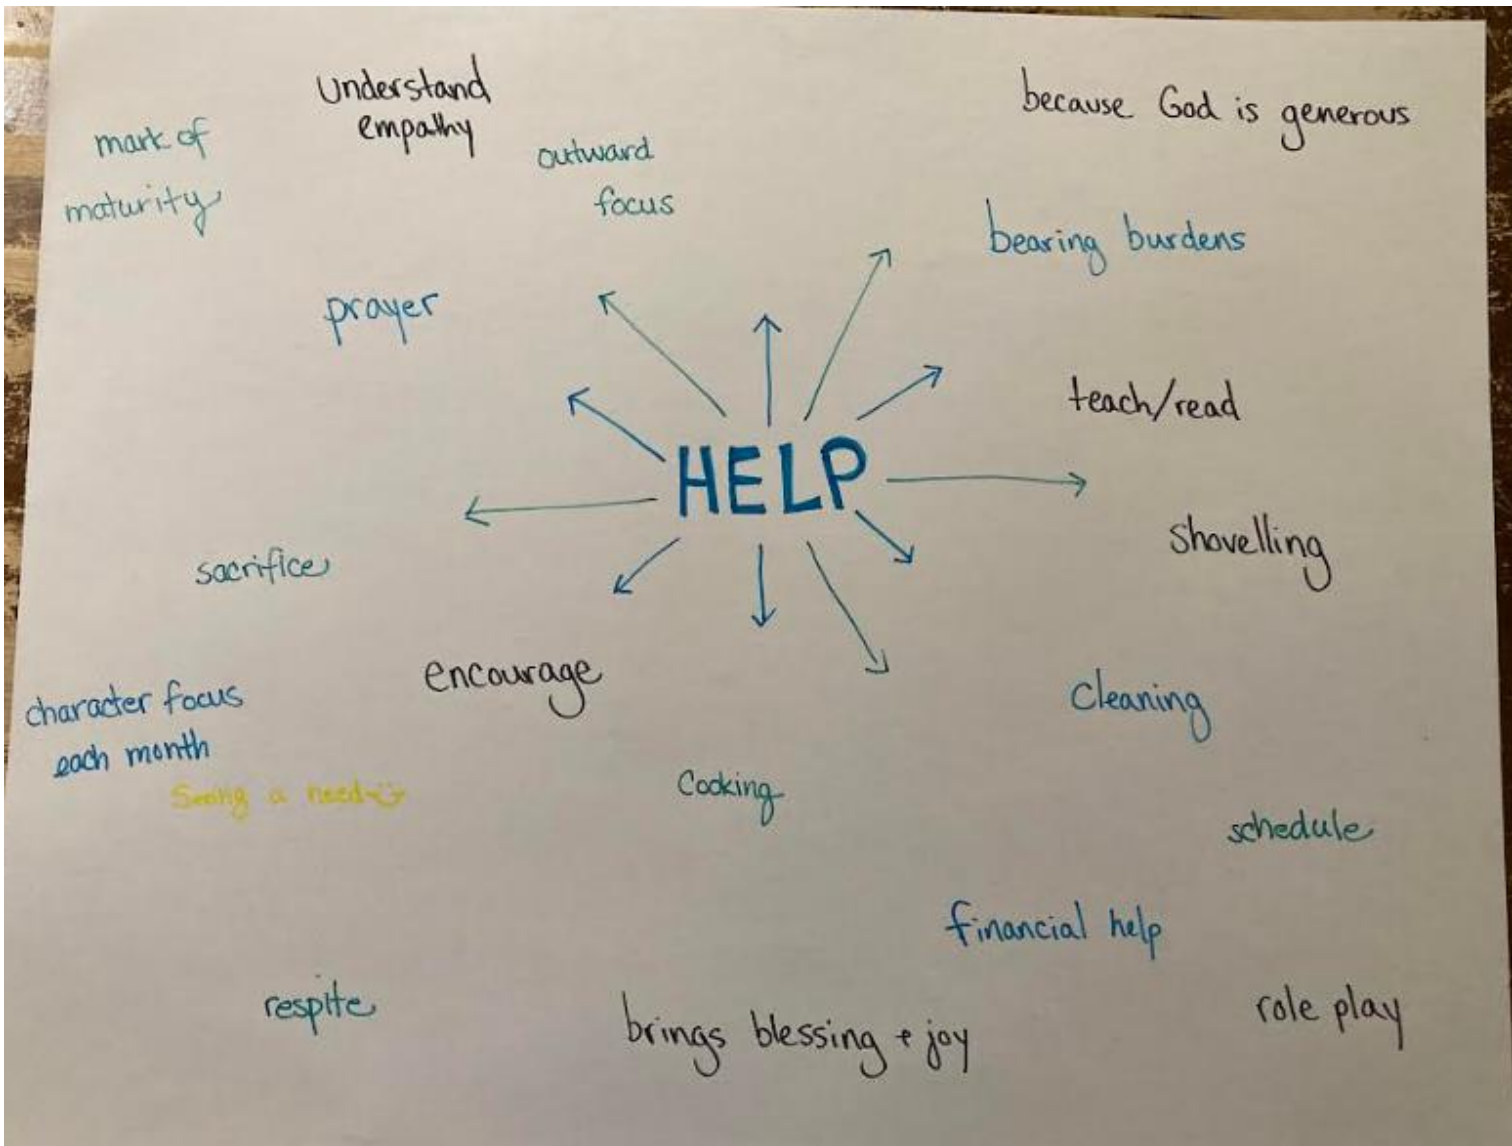 Understand
empathy
because God is generous
mark of
maturity
outward
focus
bearing burdens
prayer
teach/read
HELP
shovelling
sacrifice
encourage
character focus
each month
cleaning
Seeing a need
Cooking
schedule
financial help
respite
brings blessing + joy
role play